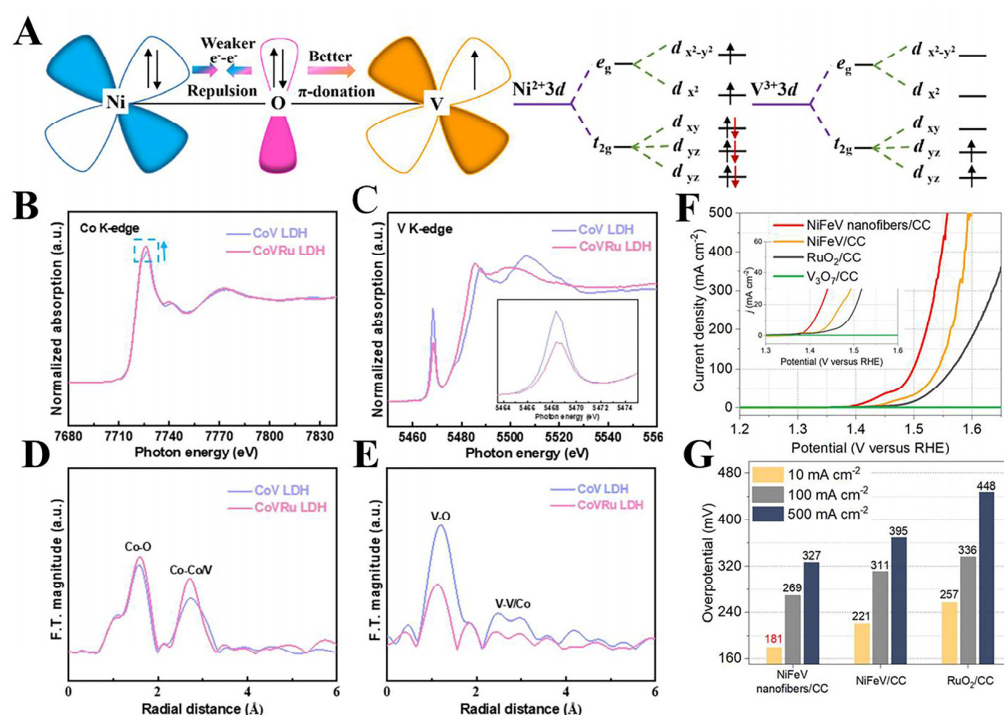 A
Weaker
e⁻-e⁻
Repulsion
Better
π-donation
Ni
O
V
Ni²⁺3d
e_g
t_2g
d x²-y²
d x²
d xy
d yz
d yz
V³⁺3d
e_g
t_2g
d x²-y²
d x²
d xy
d yz
d yz
B
Co K-edge
CoV LDH
CoVRu LDH
Normalized absorption (a.u.)
7680 7710 7740 7770 7800 7830
Photon energy (eV)
C
V K-edge
CoV LDH
CoVRu LDH
Normalized absorption (a.u.)
5464 5466 5468 5470 5472 5474
Photon energy (eV)
5460 5480 5500 5520 5540 556
Photon energy (eV)
F
NiFeV nanofibers/CC
NiFeV/CC
RuO₂/CC
V₃O₇/CC
Current density (mA cm⁻²)
500
400
300
200
100
0
j (mA cm⁻²)
60
40
20
0
1.3 1.4 1.5 1.6
Potential (V versus RHE)
1.2 1.3 1.4 1.5 1.6
Potential (V versus RHE)
D
CoV LDH
CoVRu LDH
Co-O
Co-Co/V
F.T. magnitude (a.u.)
0 2 4 6
Radial distance (Å)
E
CoV LDH
CoVRu LDH
V-O
V-V/Co
F.T. magnitude (a.u.)
0 2 4 6
Radial distance (Å)
G
10 mA cm⁻²
100 mA cm⁻²
500 mA cm⁻²
Overpotential (mV)
480
400
320
240
160
181
269
327
221
311
395
257
336
448
NiFeV
nanofibers/CC
NiFeV/CC
RuO₂/CC